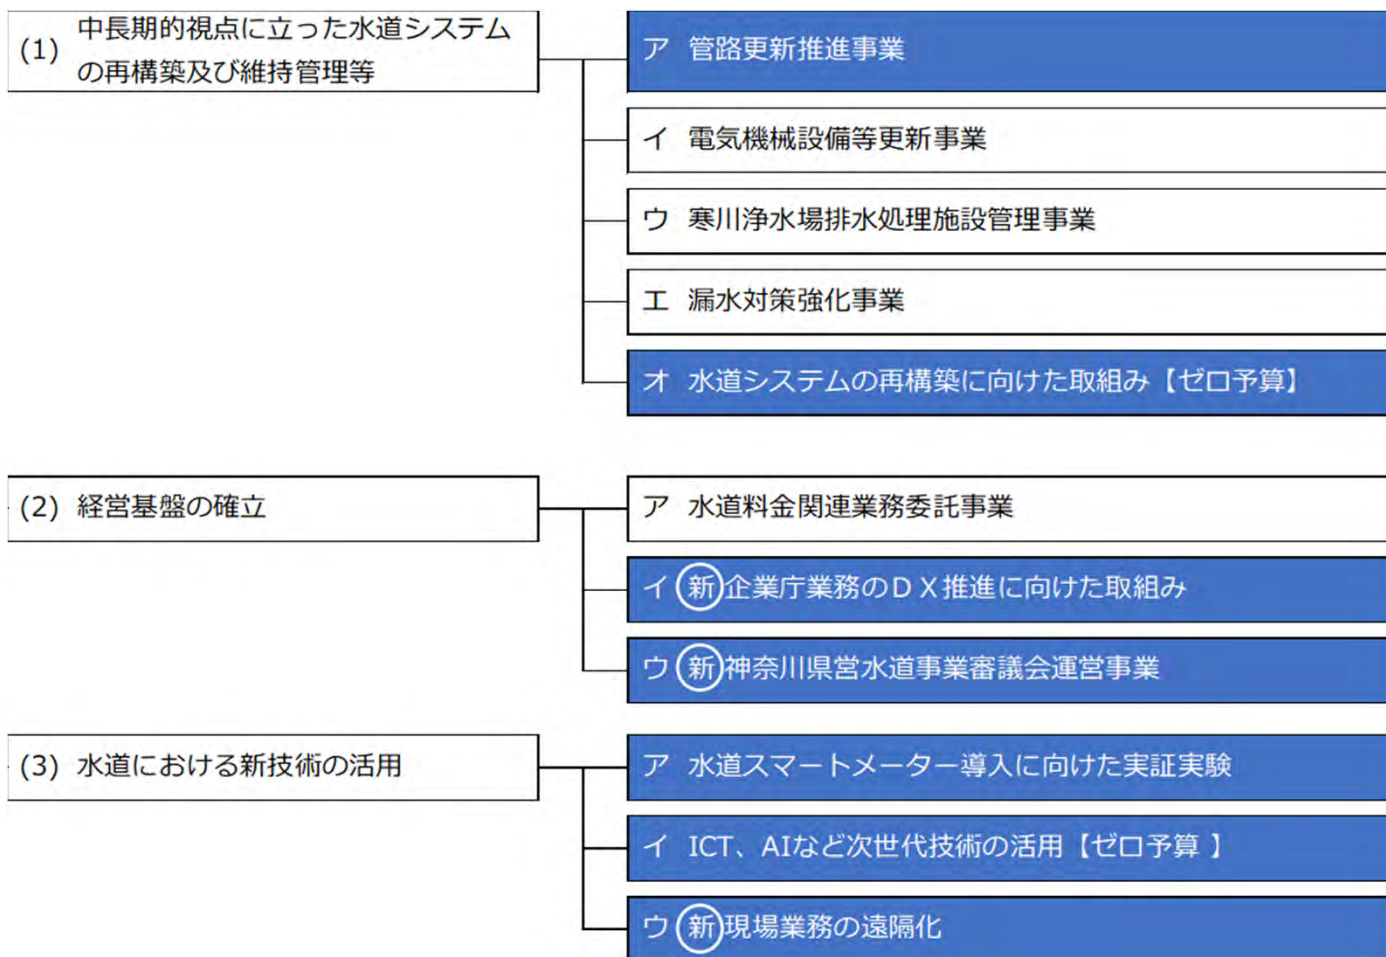 (1) 中長期的視点に立った水道システム
の再構築及び維持管理等
ア 管路更新推進事業
イ 電気機械設備等更新事業
ウ 寒川浄水場排水処理施設管理事業
エ 漏水対策強化事業
オ 水道システムの再構築に向けた取組み【ゼロ予算】
(2) 経営基盤の確立
ア 水道料金関連業務委託事業
イ 新 企業庁業務のDX推進に向けた取組み
ウ 新 神奈川県営水道事業審議会運営事業
(3) 水道における新技術の活用
ア 水道スマートメーター導入に向けた実証実験
イ ICT、AIなど次世代技術の活用【ゼロ予算 】
ウ 新 現場業務の遠隔化